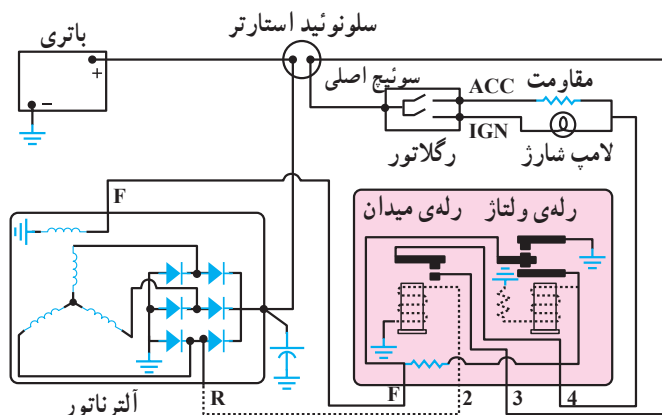 سلونوئید استارتر
باتری
+
−
سوئیچ اصلی
ACC
مقاومت
IGN
لامپ شارژ
رگلاتور
F
رله‌ی میدان
رله‌ی ولتاژ
F
2
3
4
R
آلترناتور